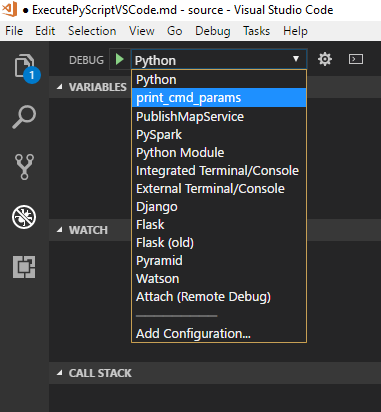 ● ExecutePyScriptVSCode.md - source - Visual Studio Code
File Edit Selection View Go Debug Tasks Help
DEBUG Python
1
VARIABLES
Python
print_cmd_params
PublishMapService
PySpark
Python Module
Integrated Terminal/Console
External Terminal/Console
Django
Flask
Flask (old)
Pyramid
Watson
Attach (Remote Debug)
Add Configuration...
WATCH
CALL STACK